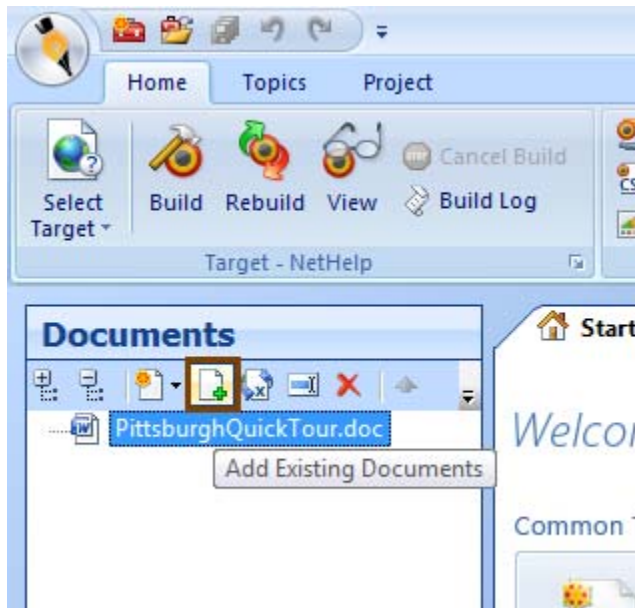 Home Topics Project
Select Target
Build Rebuild View
Cancel Build
Build Log
Target - NetHelp
Documents
PittsburghQuickTour.doc
Add Existing Documents
Start
Welco
Common